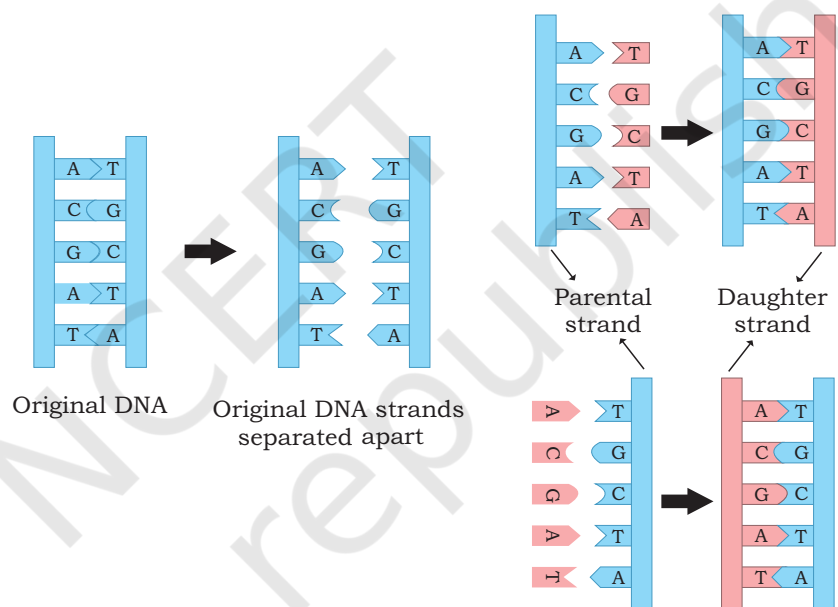 A T
C G
G C
A T
T A
Original DNA
A T
C G
G C
A T
T A
Original DNA strands
separated apart
A T
C G
G C
A T
T A
A T
C G
G C
A T
T A
Parental
strand
Daughter
strand
A T
C G
G C
A T
T A
A T
C G
G C
A T
T A
NCERT
republish